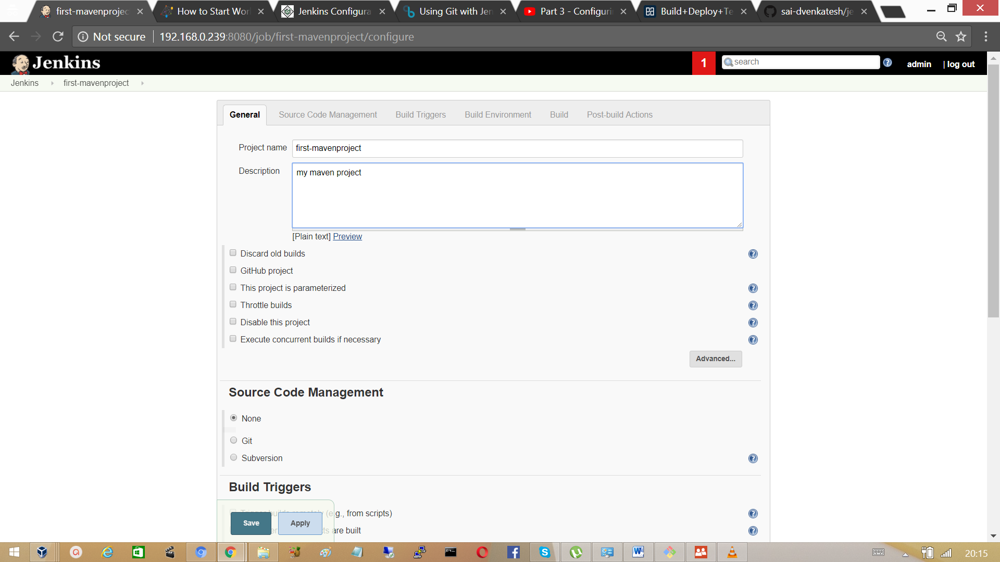 first-mavenprojec
How to Start Wor
Jenkins Configura
Using Git with Jen
Part 3 - Configuri
Build+Deploy+Te
sai-dvenkatesh/je
Not secure
192.168.0.239:8080/job/first-mavenproject/configure
Jenkins
1
search
admin
| log out
Jenkins
first-mavenproject
General
Source Code Management
Build Triggers
Build Environment
Build
Post-build Actions
Project name
first-mavenproject
Description
my maven project
[Plain text] Preview
Discard old builds
GitHub project
This project is parameterized
Throttle builds
Disable this project
Execute concurrent builds if necessary
Advanced...
Source Code Management
None
Git
Subversion
Build Triggers
Trigger builds remotely (e.g., from scripts)
are built
Save
Apply
20:15